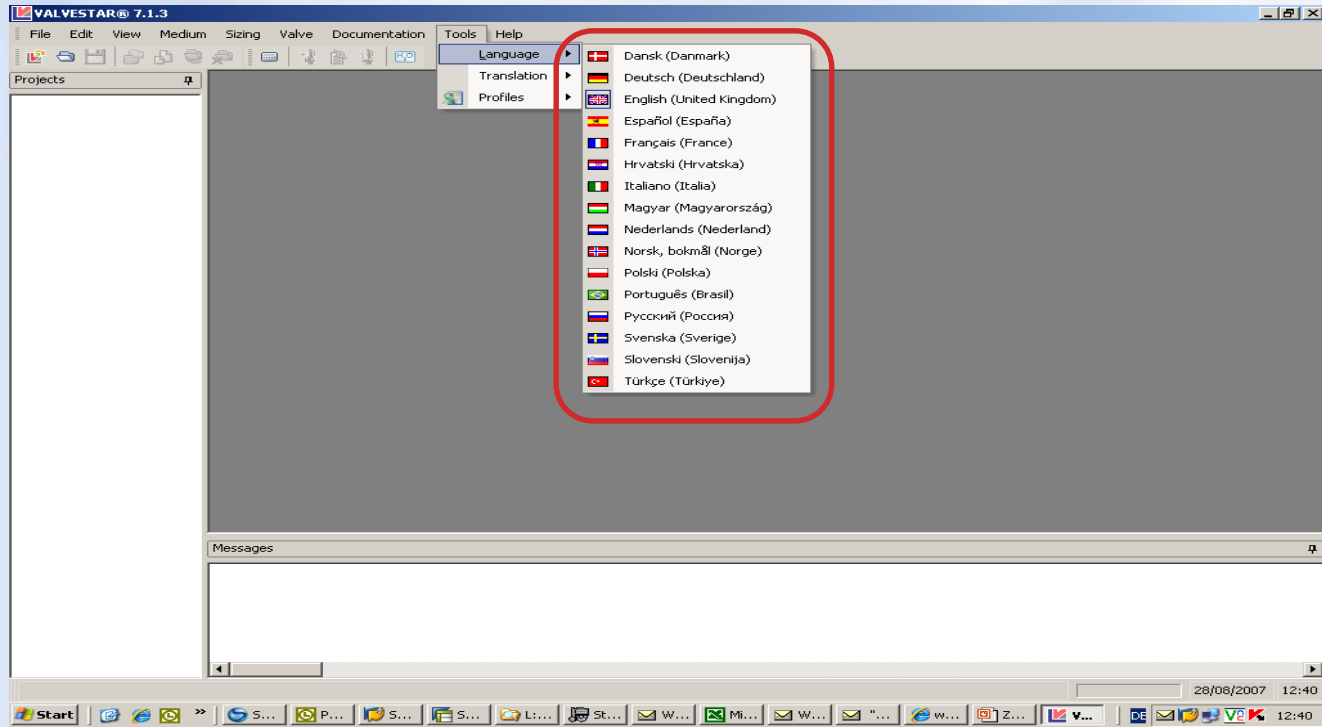 VALVESTAR® 7.1.3
File Edit View Medium Sizing Valve Documentation Tools Help
Projects
Language
Translation
Profiles
Dansk (Danmark)
Deutsch (Deutschland)
English (United Kingdom)
Español (España)
Français (France)
Hrvatski (Hrvatska)
Italiano (Italia)
Magyar (Magyarország)
Nederlands (Nederland)
Norsk, bokmål (Norge)
Polski (Polska)
Português (Brasil)
Русский (Россия)
Svenska (Sverige)
Slovenski (Slovenija)
Türkçe (Türkiye)
Messages
28/08/2007 12:40
Start » S... P... S... S... L:... St... W... Mi... W... "... w... Z... V... DE 12:40